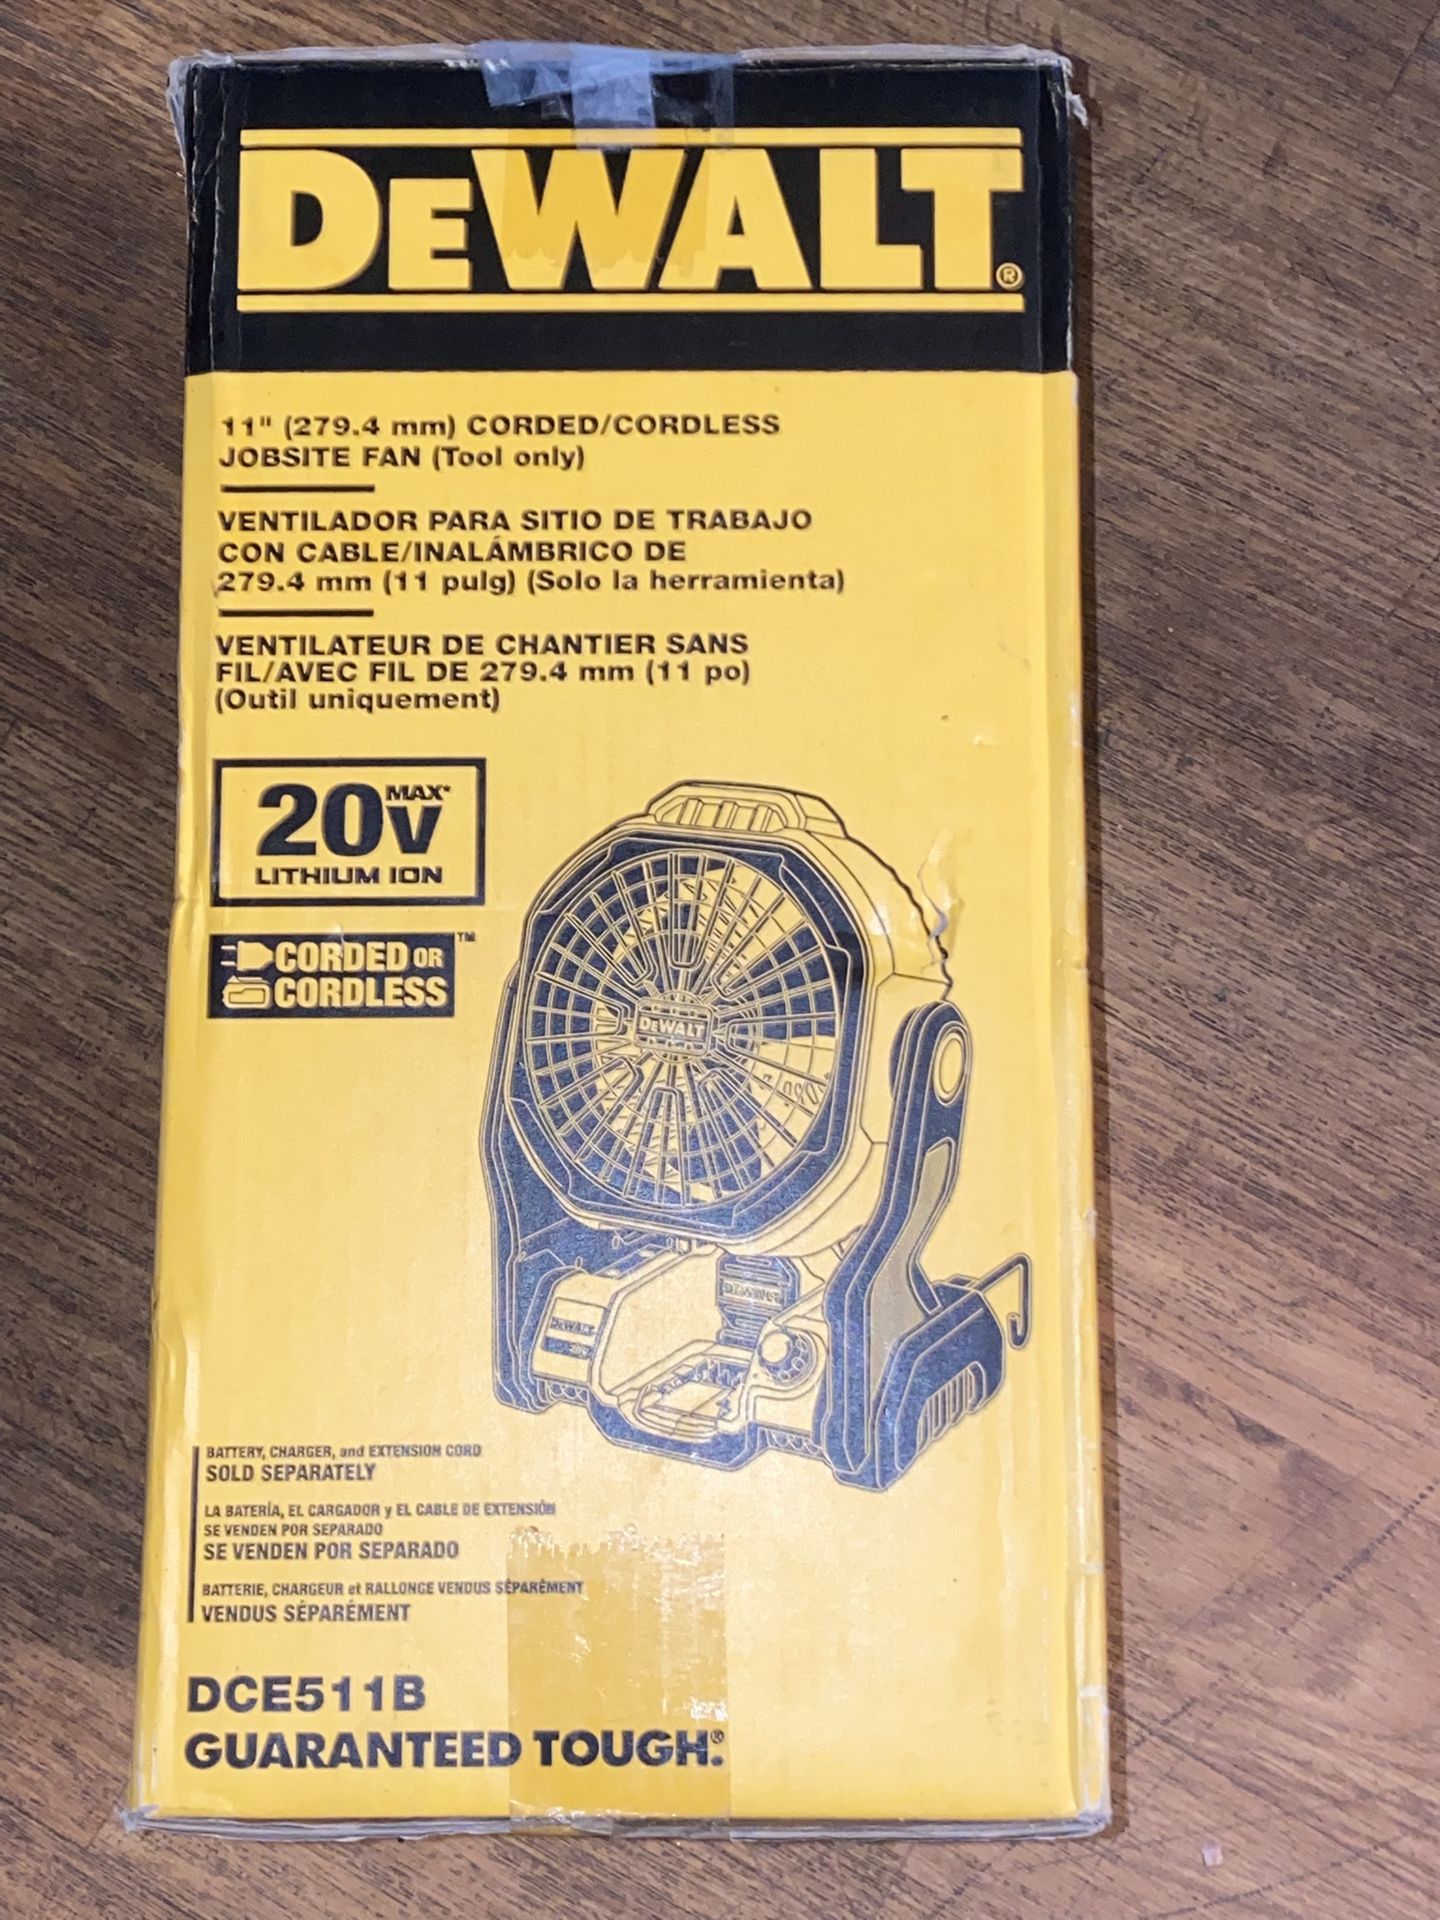 DEWALT®
11" (279.4 mm) CORDED/CORDLESS
JOBSITE FAN (Tool only)
VENTILADOR PARA SITIO DE TRABAJO
CON CABLE/INALÁMBRICO DE
279.4 mm (11 pulg) (Solo la herramienta)
VENTILATEUR DE CHANTIER SANS
FIL/AVEC FIL DE 279.4 mm (11 po)
(Outil uniquement)
20V MAX*
LITHIUM ION
CORDED OR ™
CORDLESS
DEWALT
DEWALT
DEWALT
BATTERY, CHARGER, and EXTENSION CORD
SOLD SEPARATELY
LA BATERÍA, EL CARGADOR y EL CABLE DE EXTENSIÓN
SE VENDEN POR SEPARADO
SE VENDEN POR SEPARADO
BATTERIE, CHARGEUR et RALLONGE VENDUS SÉPARÉMENT
VENDUS SÉPARÉMENT
DCE511B
GUARANTEED TOUGH.®